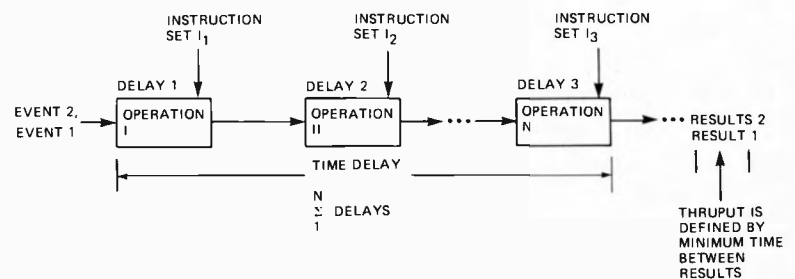 INSTRUCTION
SET I1
INSTRUCTION
SET I2
INSTRUCTION
SET I3
DELAY 1
DELAY 2
DELAY 3
EVENT 2,
EVENT 1
OPERATION
I
OPERATION
II
...
OPERATION
N
... RESULTS 2
RESULT 1
TIME DELAY
N
Σ DELAYS
1
THRUPUT IS
DEFINED BY
MINIMUM TIME
BETWEEN
RESULTS